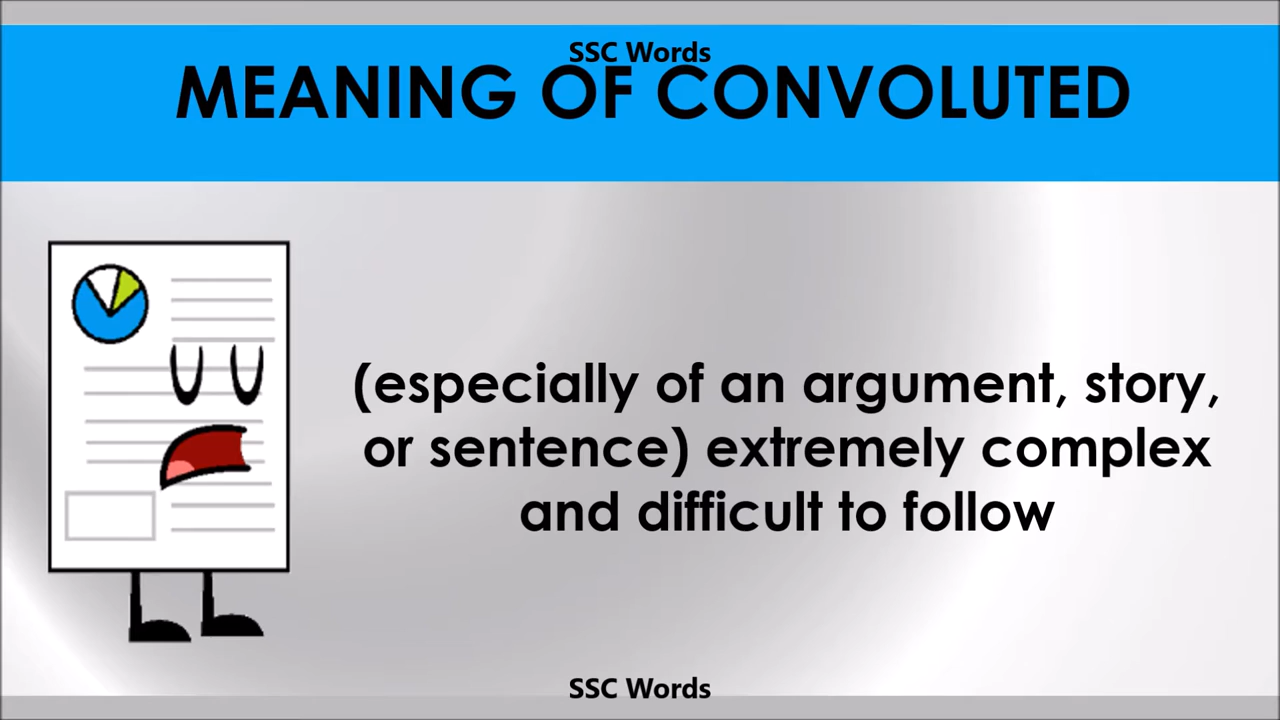 SSC Words
MEANING OF CONVOLUTED
(especially of an argument, story,
or sentence) extremely complex
and difficult to follow
SSC Words